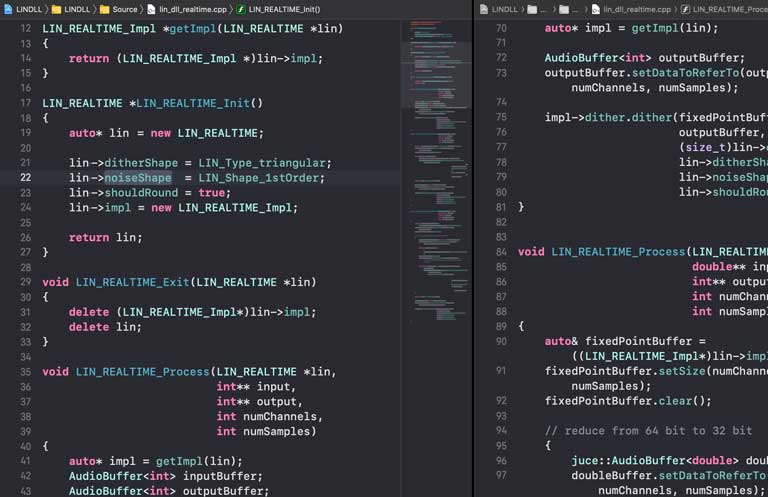 LINDLL LINDLL Source lin_dll_realtime.cpp LIN_REALTIME_Init()
12 LIN_REALTIME_Impl *getImpl(LIN_REALTIME *lin)
13 {
14 return (LIN_REALTIME_Impl *)lin->impl;
15 }
16
17 LIN_REALTIME *LIN_REALTIME_Init()
18 {
19 auto* lin = new LIN_REALTIME;
20
21 lin->ditherShape = LIN_Type_triangular;
22 lin->noiseShape = LIN_Shape_1stOrder;
23 lin->shouldRound = true;
24 lin->impl = new LIN_REALTIME_Impl;
25
26 return lin;
27 }
28
29 void LIN_REALTIME_Exit(LIN_REALTIME *lin)
30 {
31 delete (LIN_REALTIME_Impl*)lin->impl;
32 delete lin;
33 }
34
35 void LIN_REALTIME_Process(LIN_REALTIME *lin,
36 int** input,
37 int** output,
38 int numChannels,
39 int numSamples)
40 {
41 auto* impl = getImpl(lin);
42 AudioBuffer<int> inputBuffer;
43 AudioBuffer<int> outputBuffer;
LINDLL ... ... lin_dll_realtime.cpp LIN_REALTIME_Proce
70 auto* impl = getImpl(lin);
71
72 AudioBuffer<int> outputBuffer;
73 outputBuffer.setDataToReferTo(outp
numChannels, numSamples);
74
75 impl->dither.dither(fixedPointBuff
76 outputBuffer,
77 (size_t)lin->
78 lin->ditherSha
79 lin->noiseShap
80 lin->shouldRou
81 }
82
83
84 void LIN_REALTIME_Process(LIN_REALTIM
85 double** inp
86 int** output
87 int numChann
88 int numSampl
89 {
90 auto& fixedPointBuffer =
((LIN_REALTIME_Impl*)lin->impl
91 fixedPointBuffer.setSize(numChanne
numSamples);
92 fixedPointBuffer.clear();
93
94 // reduce from 64 bit to 32 bit
95 {
96 juce::AudioBuffer<double> doub
97 doubleBuffer.setDataToReferTo(
numChannels, numSamples);